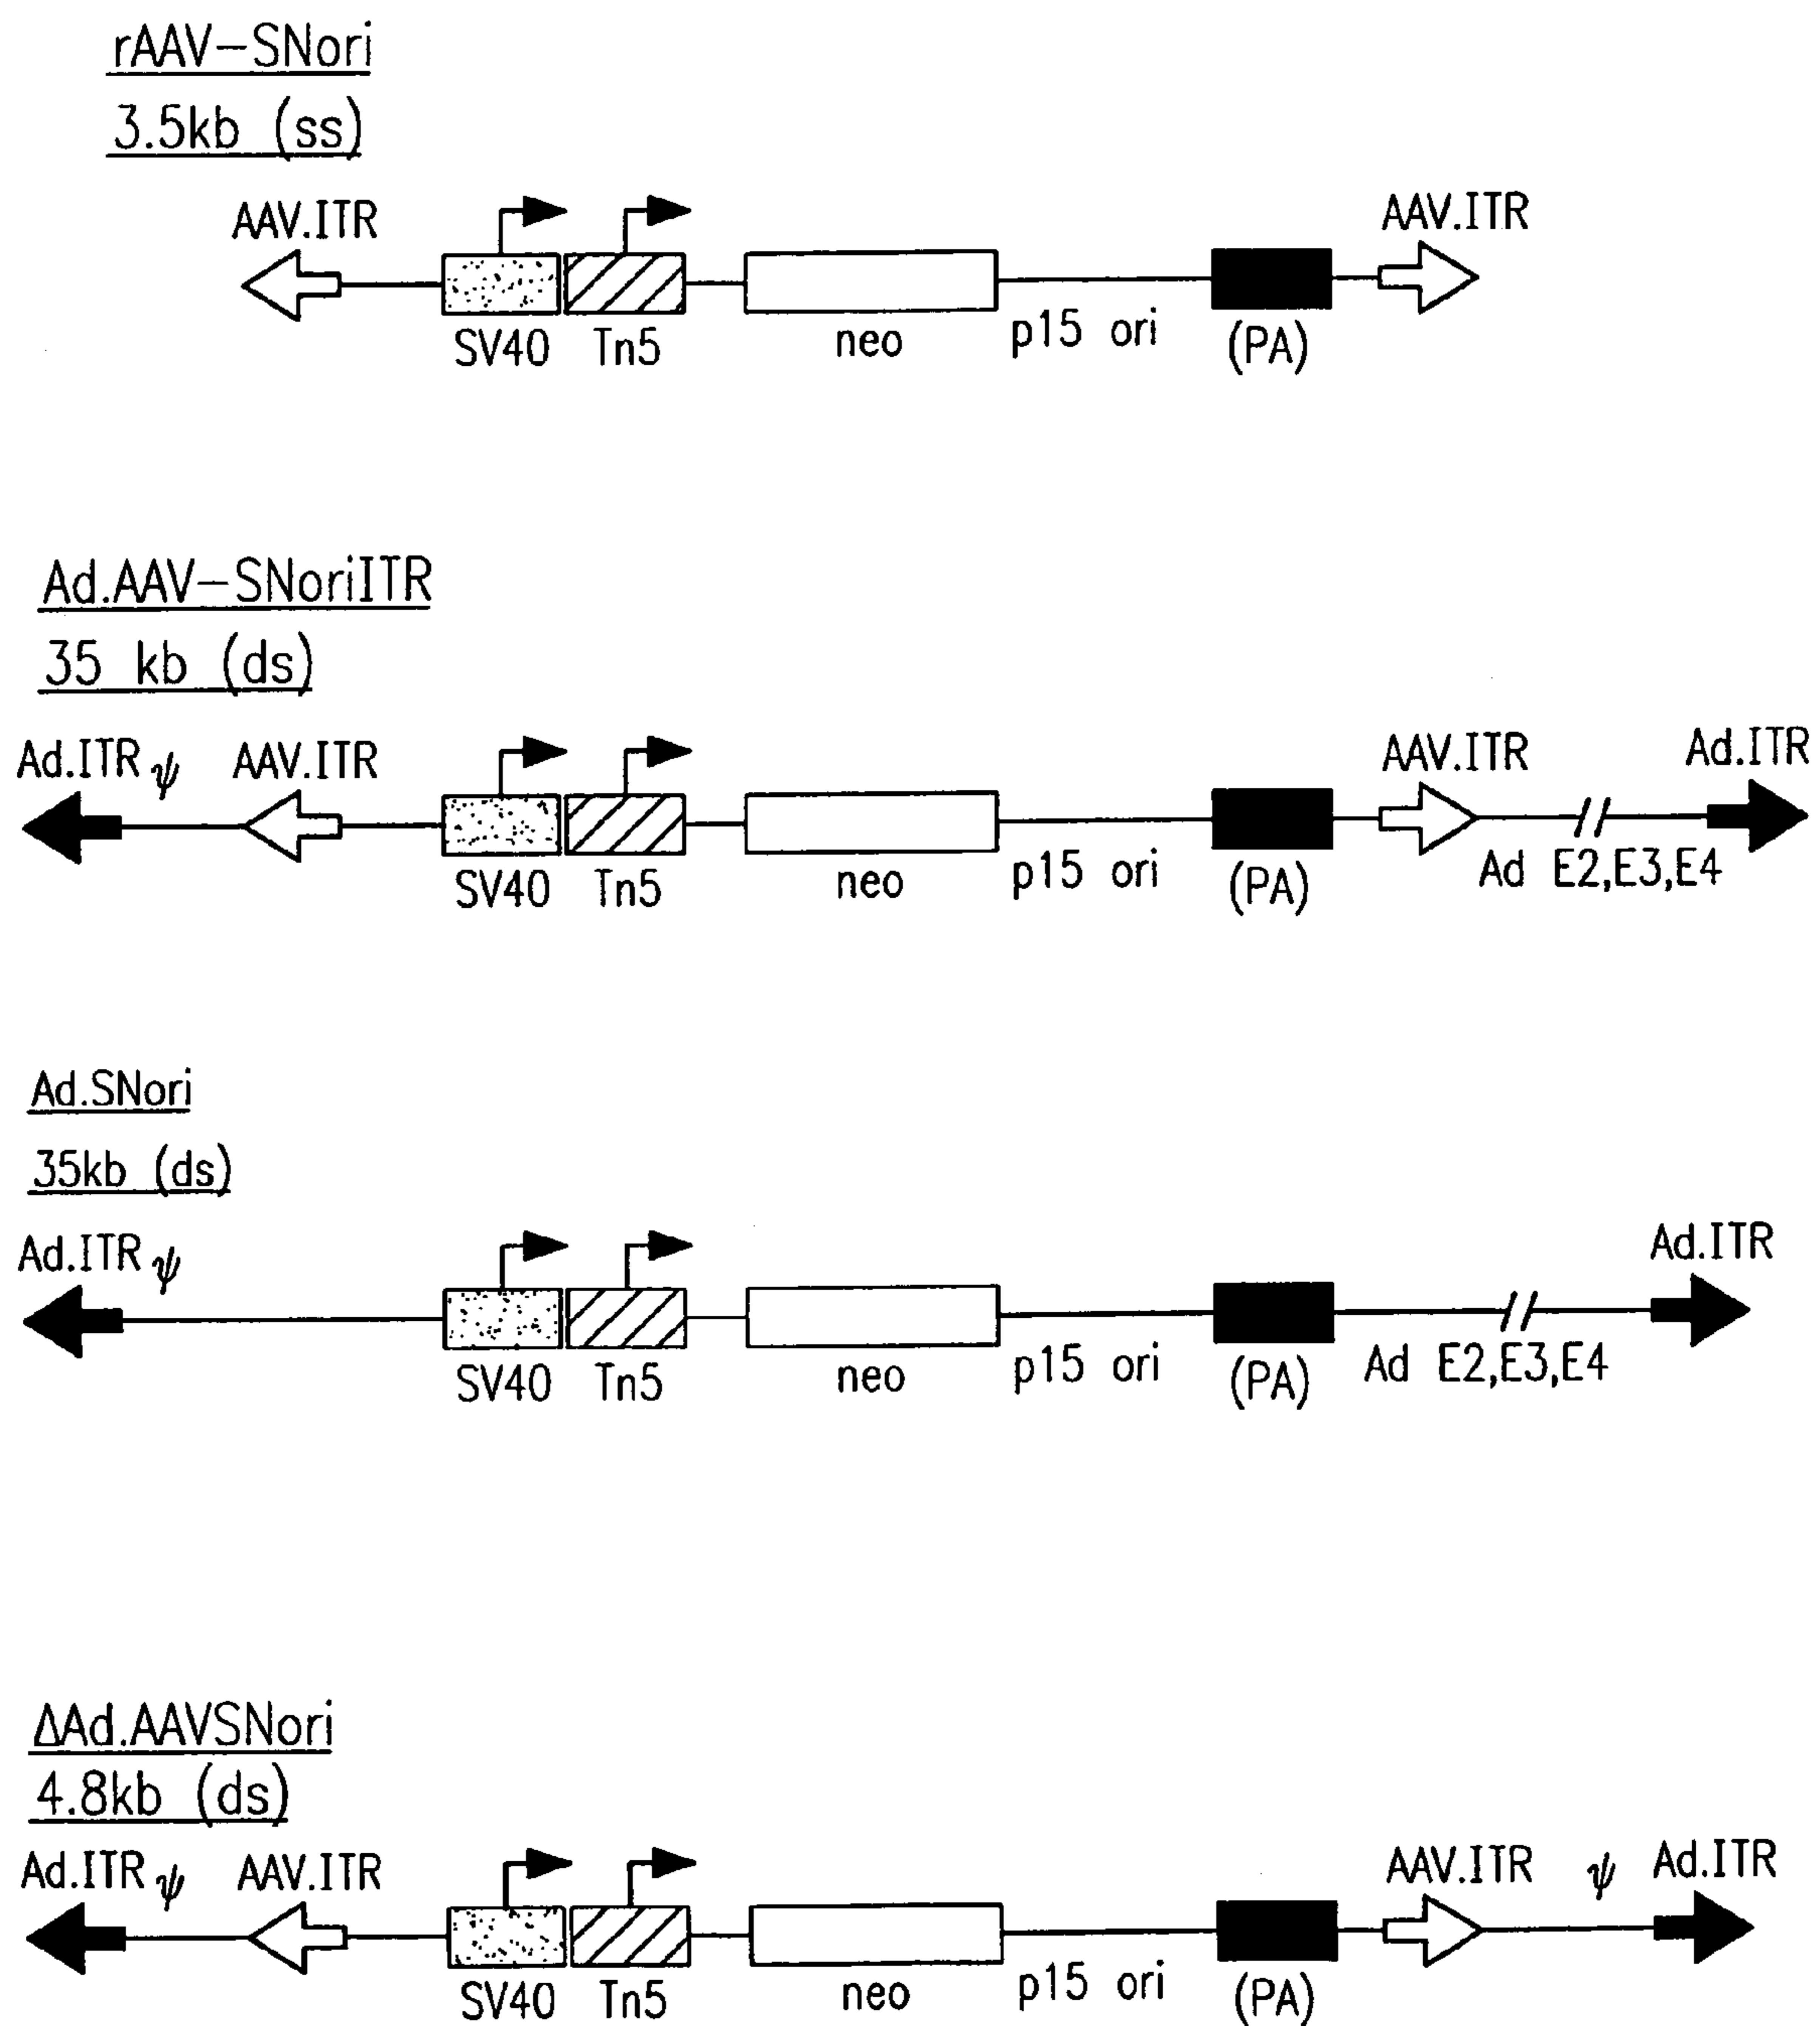 rAAV-SNori
3.5kb (ss)
AAV.ITR AAV.ITR
SV40 Tn5 neo p15 ori (PA)
Ad.AAV-SNoriITR
35 kb (ds)
Ad.ITR ψ AAV.ITR AAV.ITR Ad.ITR
SV40 Tn5 neo p15 ori (PA) Ad E2,E3,E4
Ad.SNori
35kb (ds)
Ad.ITR ψ Ad.ITR
SV40 Tn5 neo p15 ori (PA) Ad E2,E3,E4
ΔAd.AAVSNori
4.8kb (ds)
Ad.ITR ψ AAV.ITR AAV.ITR ψ Ad.ITR
SV40 Tn5 neo p15 ori (PA)